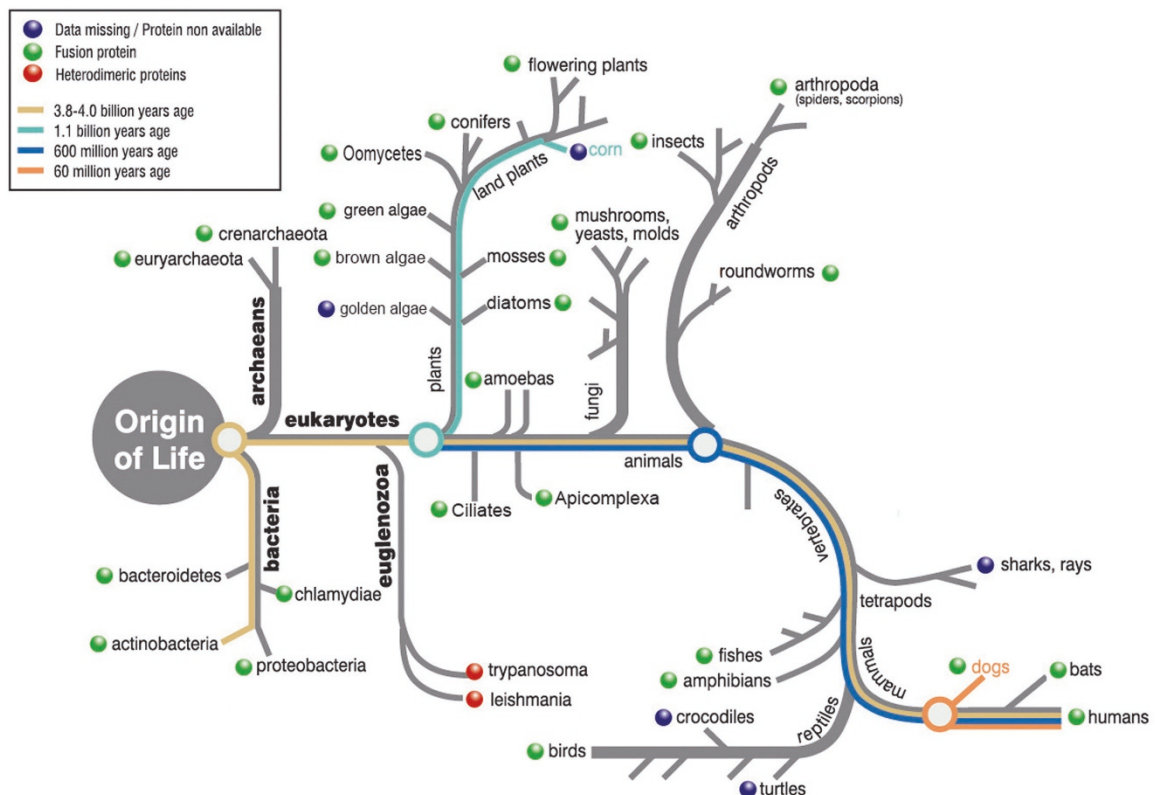 Data missing / Protein non available
Fusion protein
Heterodimeric proteins
3.8-4.0 billion years age
1.1 billion years age
600 million years age
60 million years age
flowering plants
arthropoda
(spiders, scorpions)
conifers
insects
Oomycetes
corn
land plants
arthropods
green algae
mushrooms,
yeasts, molds
crenarchaeota
euryarchaeota
brown algae
mosses
roundworms
golden algae
diatoms
archaeans
plants
amoebas
fungi
Origin
of Life
eukaryotes
animals
bacteria
euglenozoa
Ciliates
Apicomplexa
vertebrates
bacteroidetes
chlamydiae
sharks, rays
tetrapods
actinobacteria
proteobacteria
fishes
mammals
trypanosoma
amphibians
dogs
bats
leishmania
crocodiles
reptiles
humans
birds
turtles